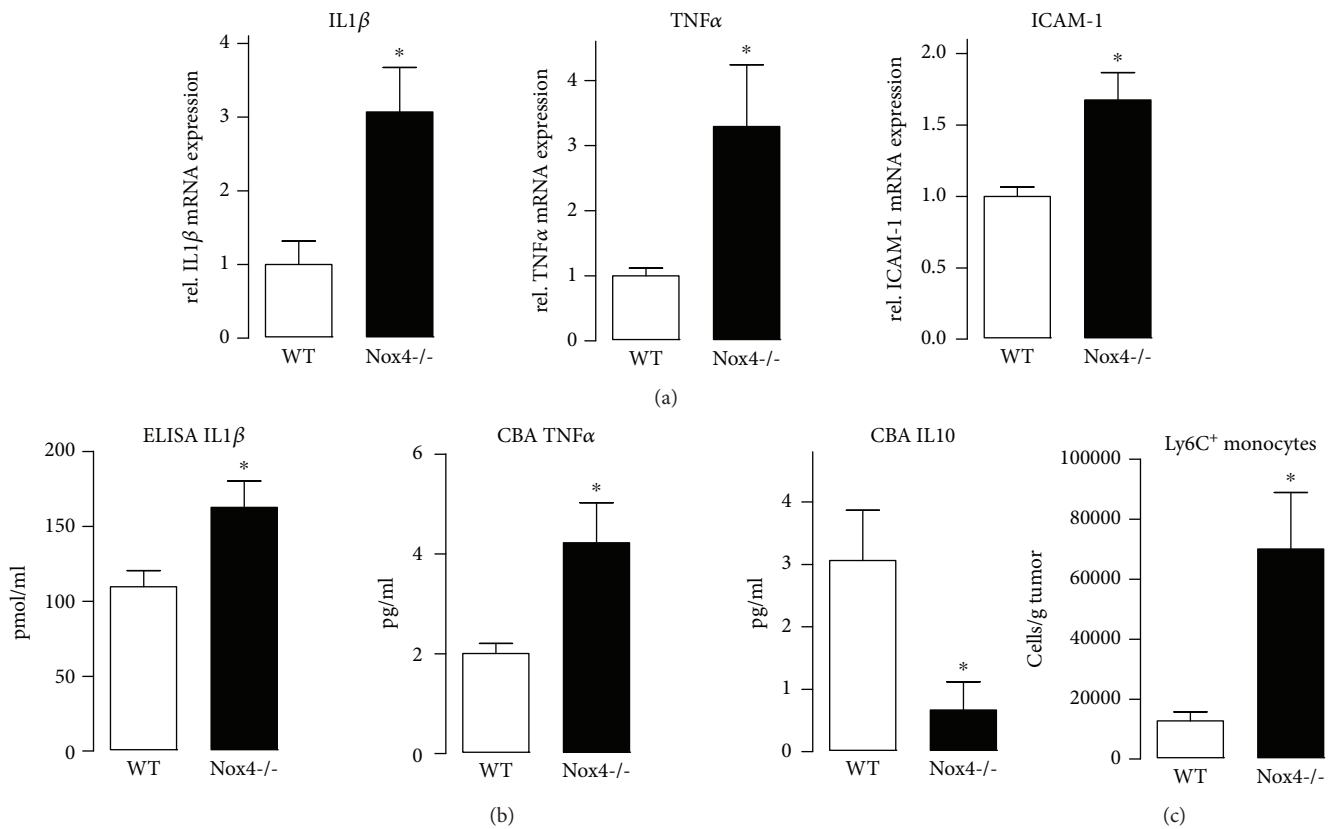 IL1β
rel. IL1β mRNA expression
4
3
2
1
0
*
WT
Nox4-/-
TNFα
rel. TNFα mRNA expression
4
3
2
1
0
*
WT
Nox4-/-
ICAM-1
rel. ICAM-1 mRNA expression
2.0
1.5
1.0
0.5
0.0
*
WT
Nox4-/-
(a)
ELISA IL1β
pmol/ml
200
150
100
50
0
*
WT
Nox4-/-
CBA TNFα
pg/ml
6
4
2
0
*
WT
Nox4-/-
CBA IL10
pg/ml
4
3
2
1
0
*
WT
Nox4-/-
(b)
Ly6C⁺ monocytes
Cells/g tumor
100000
80000
60000
40000
20000
0
*
WT
Nox4-/-
(c)